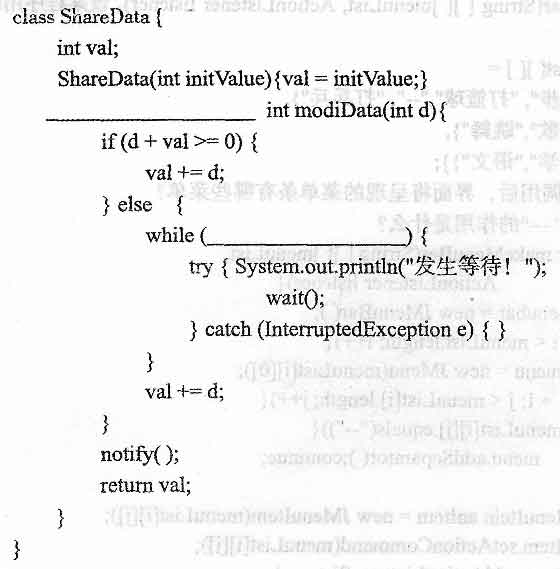 class ShareData {
int val;
ShareData(int initValue){val = initValue;}
____________________ int modiData(int d){
if (d + val >= 0) {
val += d;
} else {
while (____________________) {
try { System.out.println("发生等待! ");
wait();
} catch (InterruptedException e) { }
}
val += d;
}
notify( );
return val;
}
}